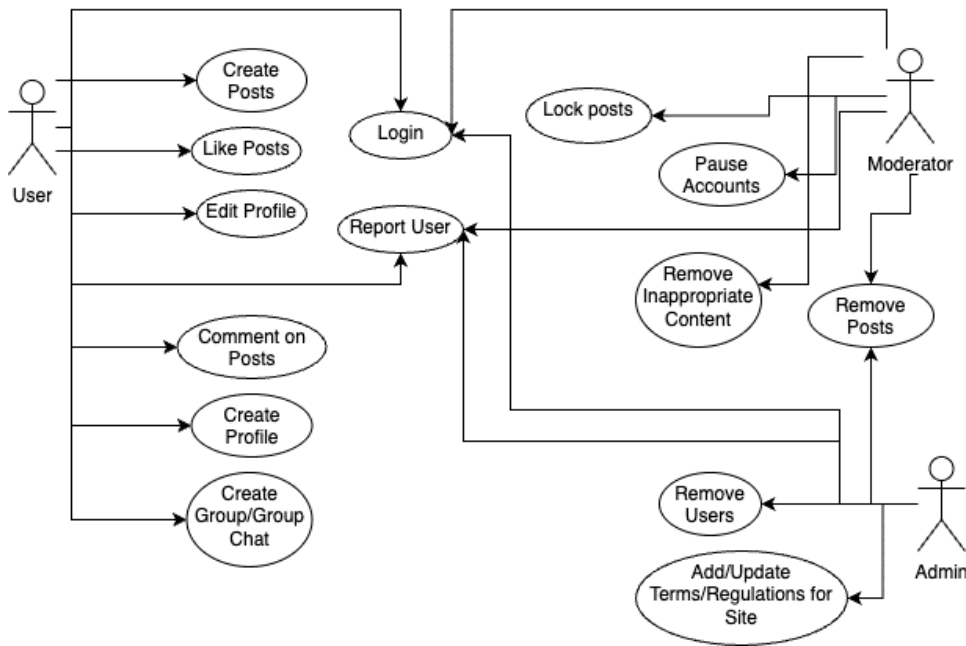 Create
Posts
Like Posts
Edit Profile
User
Login
Report User
Lock posts
Pause
Accounts
Moderator
Remove
Inappropriate
Content
Remove
Posts
Comment on
Posts
Create
Profile
Create
Group/Group
Chat
Remove
Users
Add/Update
Terms/Regulations for
Site
Admin